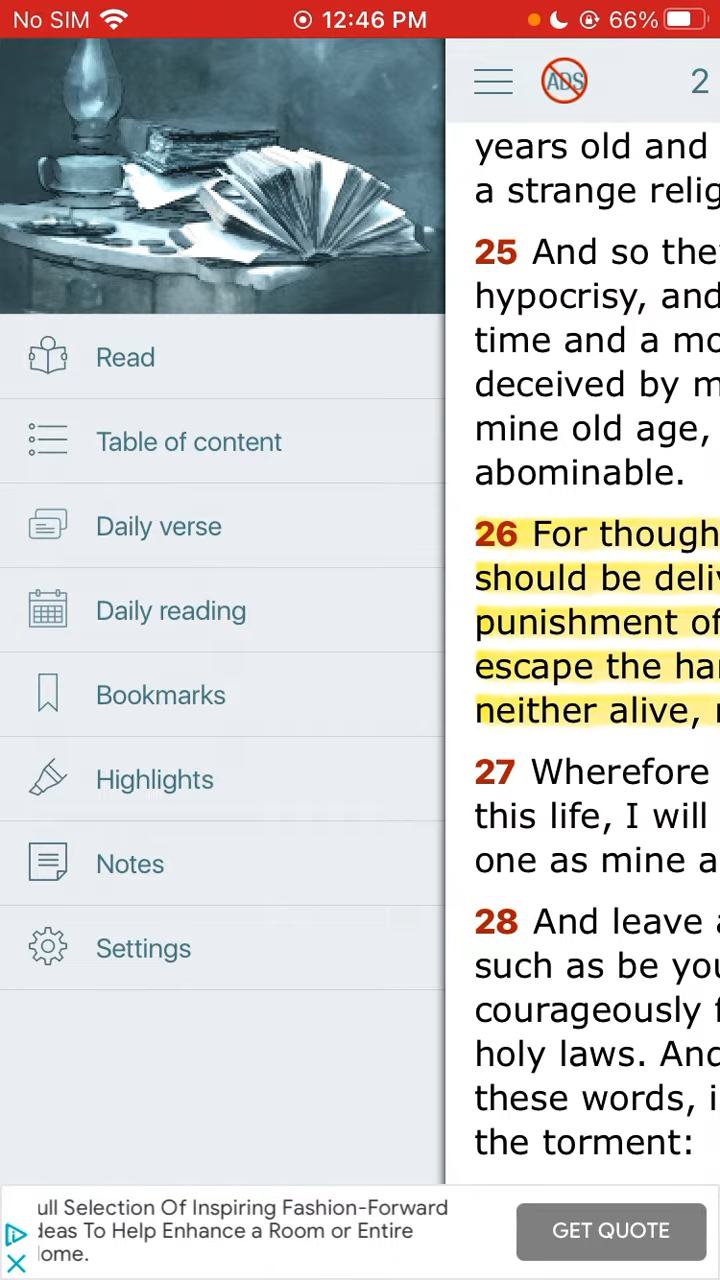 No SIM 12:46 PM 66%
ADS 2
Read
Table of content
Daily verse
Daily reading
Bookmarks
Highlights
Notes
Settings
years old and
a strange relig
25 And so the
hypocrisy, and
time and a mo
deceived by m
mine old age,
abominable.
26 For though
should be deliv
punishment of
escape the ha
neither alive,
27 Wherefore
this life, I will
one as mine a
28 And leave a
such as be you
courageously f
holy laws. And
these words, i
the torment:
ull Selection Of Inspiring Fashion-Forward
deas To Help Enhance a Room or Entire
lome.
GET QUOTE